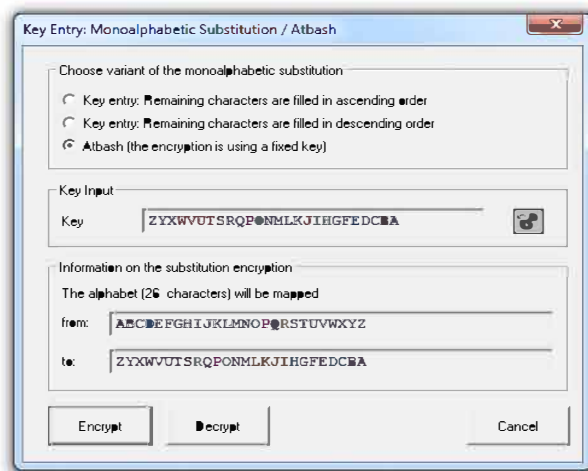 Key Entry: Monoalphabetic Substitution / Atbash
Choose variant of the monoalphabetic substitution
Key entry: Remaining characters are filled in ascending order
Key entry: Remaining characters are filled in descending order
Atbash (the encryption is using a fixed key)
Key Input
Key ZYXWVUTSRQPONMLKJIHGFEDCBA
Information on the substitution encryption
The alphabet (26 characters) will be mapped
from: ABCDEFGHIJKLMNOPQRSTUVWXYZ
to: ZYXWVUTSRQPONMLKJIHGFEDCBA
Encrypt Decrypt Cancel